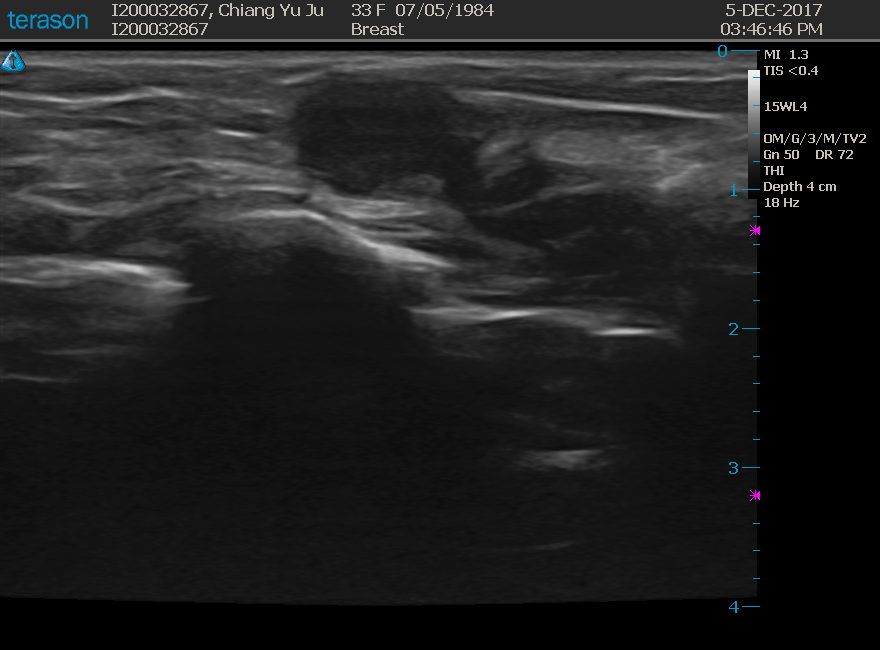 terason
I200032867, Chiang Yu Ju 33 F 07/05/1984 5-DEC-2017
I200032867 Breast 03:46:46 PM
0
MI 1.3
TIS <0.4
15WL4
OM/G/3/M/TV2
Gn 50 DR 72
THI
Depth 4 cm
1
18 Hz
2
3
4